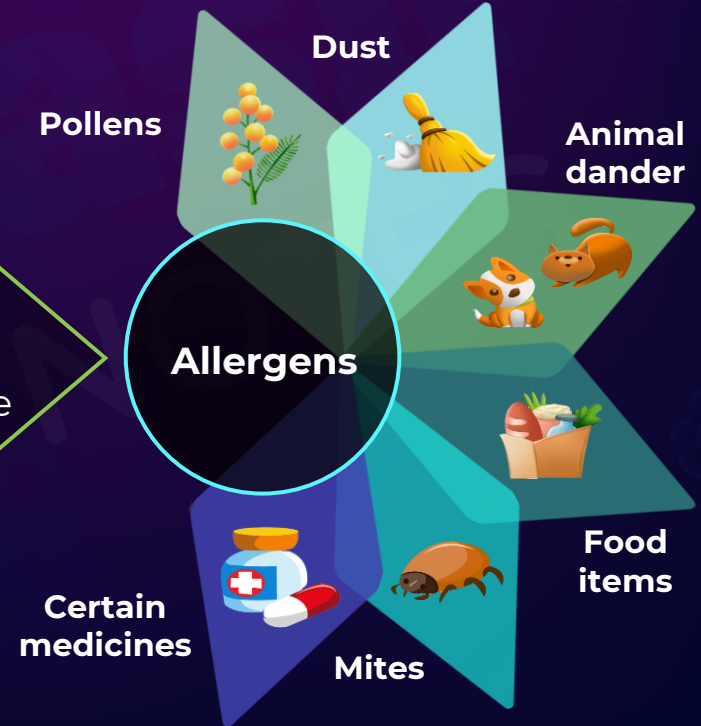 Dust
Pollens
Animal
dander
Allergens
e
Food
items
Certain
medicines
Mites